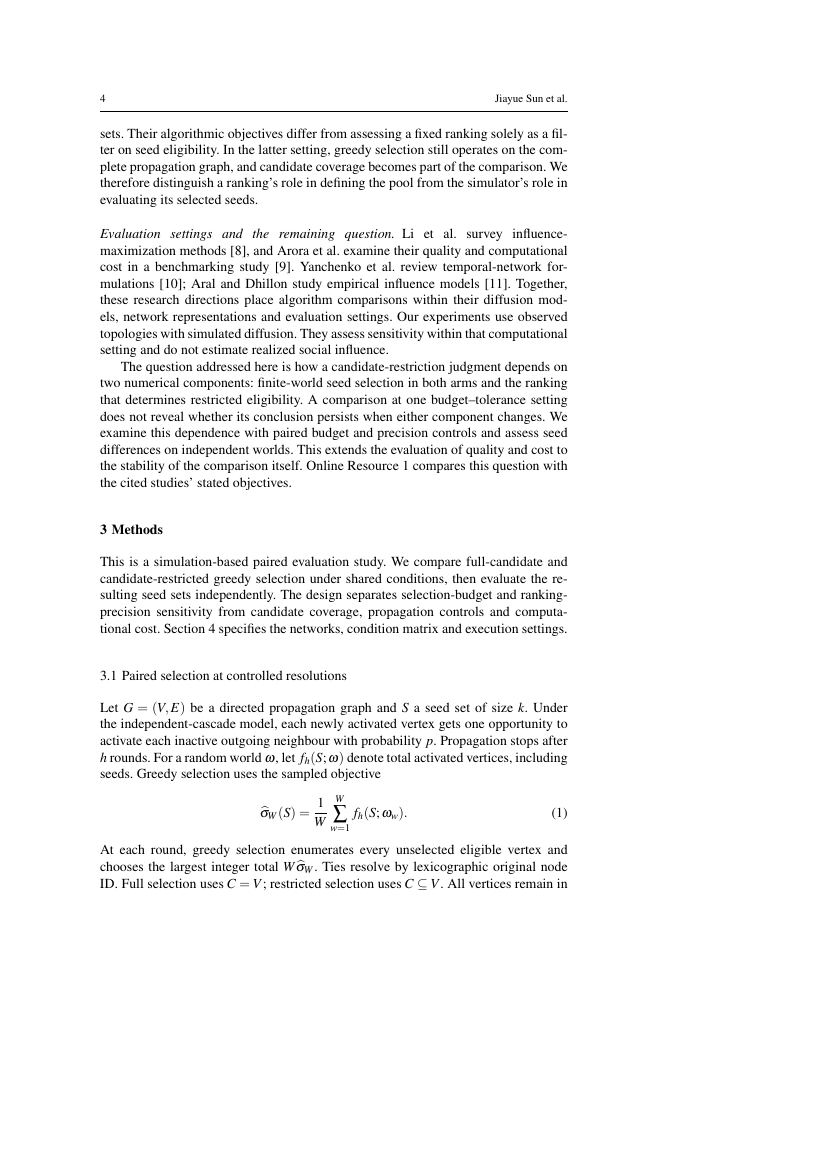 4
Jiayue Sun et al.
sets. Their algorithmic objectives differ from assessing a fixed ranking solely as a fil-
ter on seed eligibility. In the latter setting, greedy selection still operates on the com-
plete propagation graph, and candidate coverage becomes part of the comparison. We
therefore distinguish a ranking's role in defining the pool from the simulator's role in
evaluating its selected seeds.
Evaluation settings and the remaining question. Li et al. survey influence-
maximization methods [8], and Arora et al. examine their quality and computational
cost in a benchmarking study [9]. Yanchenko et al. review temporal-network for-
mulations [10]; Aral and Dhillon study empirical influence models [11]. Together,
these research directions place algorithm comparisons within their diffusion mod-
els, network representations and evaluation settings. Our experiments use observed
topologies with simulated diffusion. They assess sensitivity within that computational
setting and do not estimate realized social influence.
The question addressed here is how a candidate-restriction judgment depends on
two numerical components: finite-world seed selection in both arms and the ranking
that determines restricted eligibility. A comparison at one budget–tolerance setting
does not reveal whether its conclusion persists when either component changes. We
examine this dependence with paired budget and precision controls and assess seed
differences on independent worlds. This extends the evaluation of quality and cost to
the stability of the comparison itself. Online Resource 1 compares this question with
the cited studies' stated objectives.
3 Methods
This is a simulation-based paired evaluation study. We compare full-candidate and
candidate-restricted greedy selection under shared conditions, then evaluate the re-
sulting seed sets independently. The design separates selection-budget and ranking-
precision sensitivity from candidate coverage, propagation controls and computa-
tional cost. Section 4 specifies the networks, condition matrix and execution settings.
3.1 Paired selection at controlled resolutions
Let G = (V, E) be a directed propagation graph and S a seed set of size k. Under
the independent-cascade model, each newly activated vertex gets one opportunity to
activate each inactive outgoing neighbour with probability p. Propagation stops after
h rounds. For a random world ω, let f_h(S; ω) denote total activated vertices, including
seeds. Greedy selection uses the sampled objective
σ̂_W(S) = 1/W ∑_{w=1}^{W} f_h(S; ω_w). (1)
At each round, greedy selection enumerates every unselected eligible vertex and
chooses the largest integer total Wσ̂_W. Ties resolve by lexicographic original node
ID. Full selection uses C = V; restricted selection uses C ⊆ V. All vertices remain in